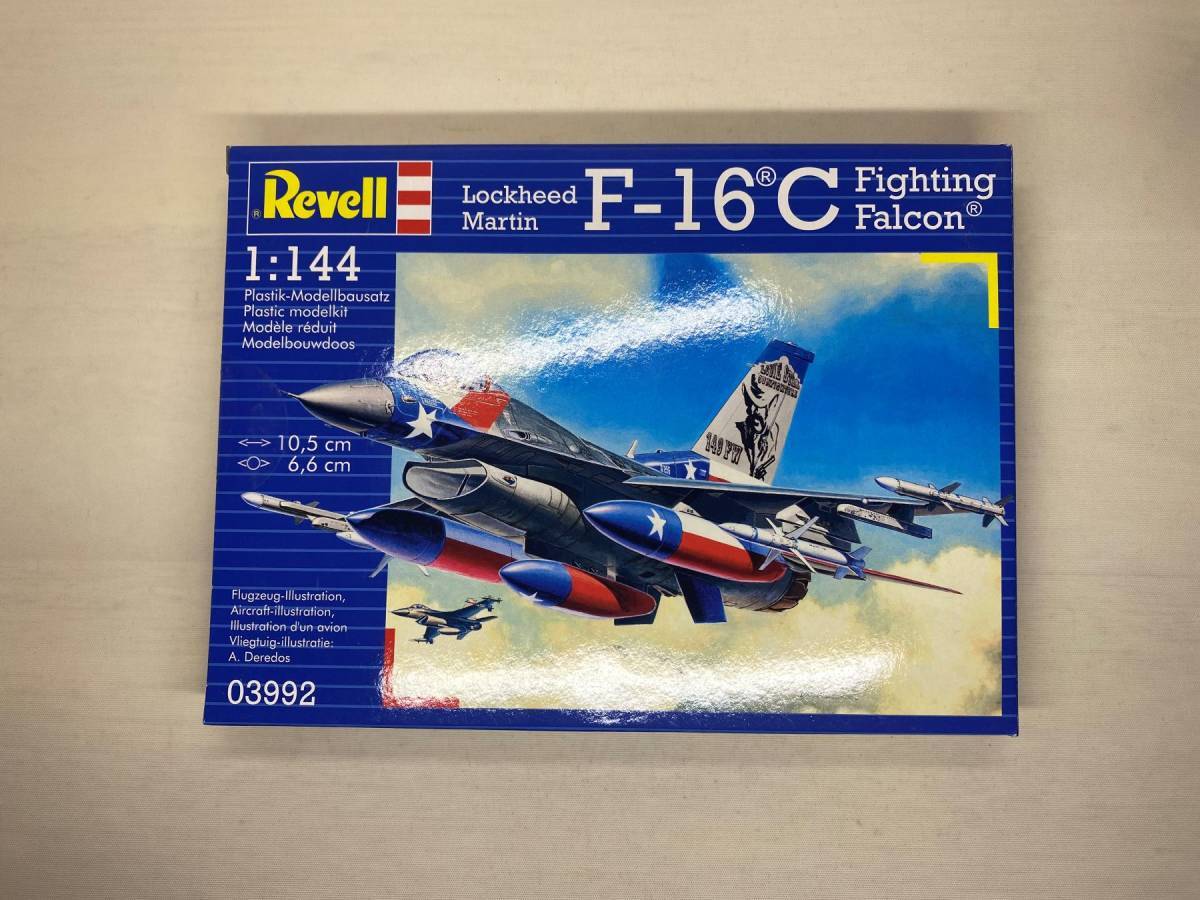 Revell®
Lockheed
Martin
F-16® C
Fighting
Falcon®
1:144
Plastik-Modellbausatz
Plastic modelkit
Modèle réduit
Modelbouwdoos
10,5 cm
6,6 cm
149 FW
Flugzeug-Illustration,
Aircraft-illustration,
Illustration d'un avion
Vliegtuig-illustratie:
A. Deredos
03992